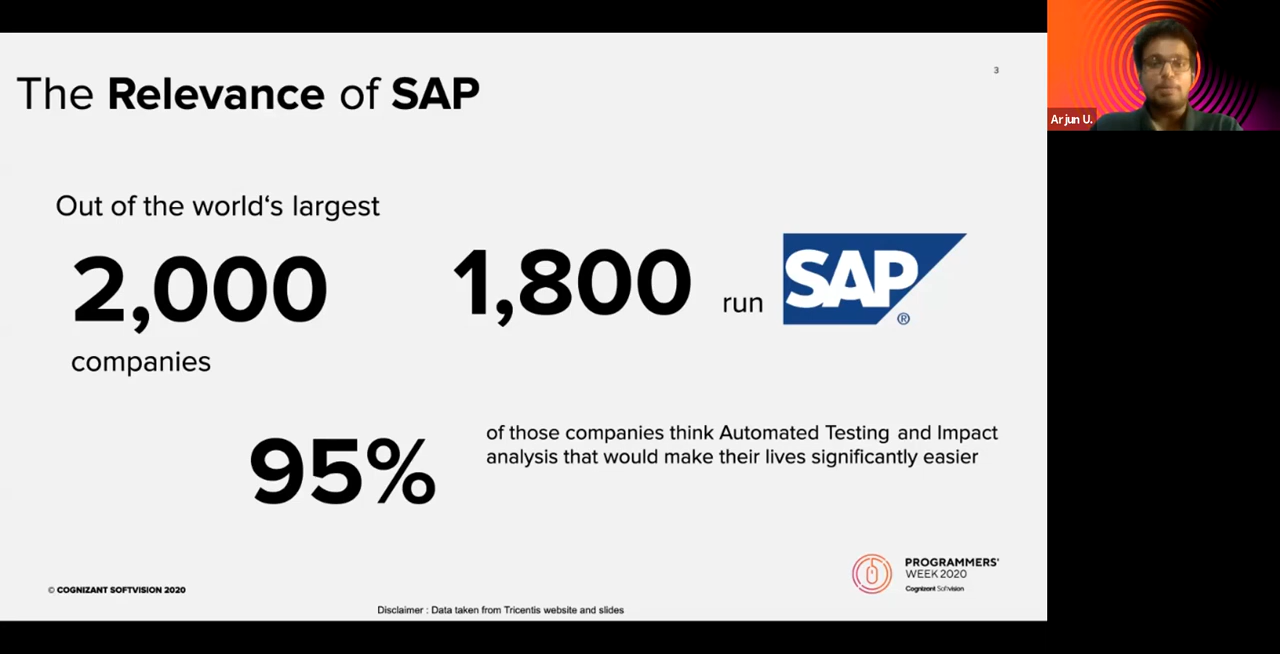 The Relevance of SAP
3
Arjun U.
Out of the world‘s largest
2,000
1,800
run
SAP
®
companies
95%
of those companies think Automated Testing and Impact
analysis that would make their lives significantly easier
PROGRAMMERS'
WEEK 2020
Cognizant Softvision
© COGNIZANT SOFTVISION 2020
Disclaimer : Data taken from Tricentis website and slides